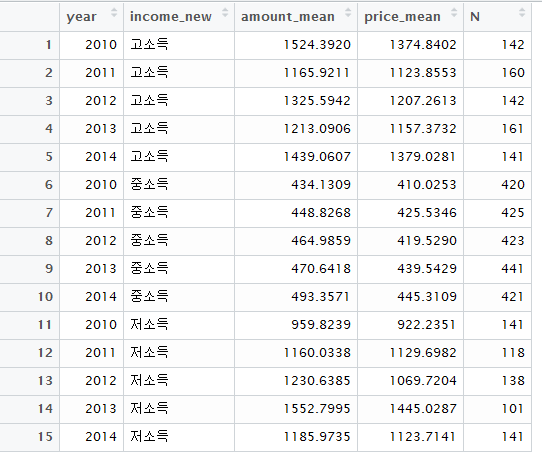 year income_new amount_mean price_mean N
1 2010 고소득 1524.3920 1374.8402 142
2 2011 고소득 1165.9211 1123.8553 160
3 2012 고소득 1325.5942 1207.2613 142
4 2013 고소득 1213.0906 1157.3732 161
5 2014 고소득 1439.0607 1379.0281 141
6 2010 중소득 434.1309 410.0253 420
7 2011 중소득 448.8268 425.5346 425
8 2012 중소득 464.9859 419.5290 423
9 2013 중소득 470.6418 439.5429 441
10 2014 중소득 493.3571 445.3109 421
11 2010 저소득 959.8239 922.2351 141
12 2011 저소득 1160.0338 1129.6982 118
13 2012 저소득 1230.6385 1069.7204 138
14 2013 저소득 1552.7995 1445.0287 101
15 2014 저소득 1185.9735 1123.7141 141